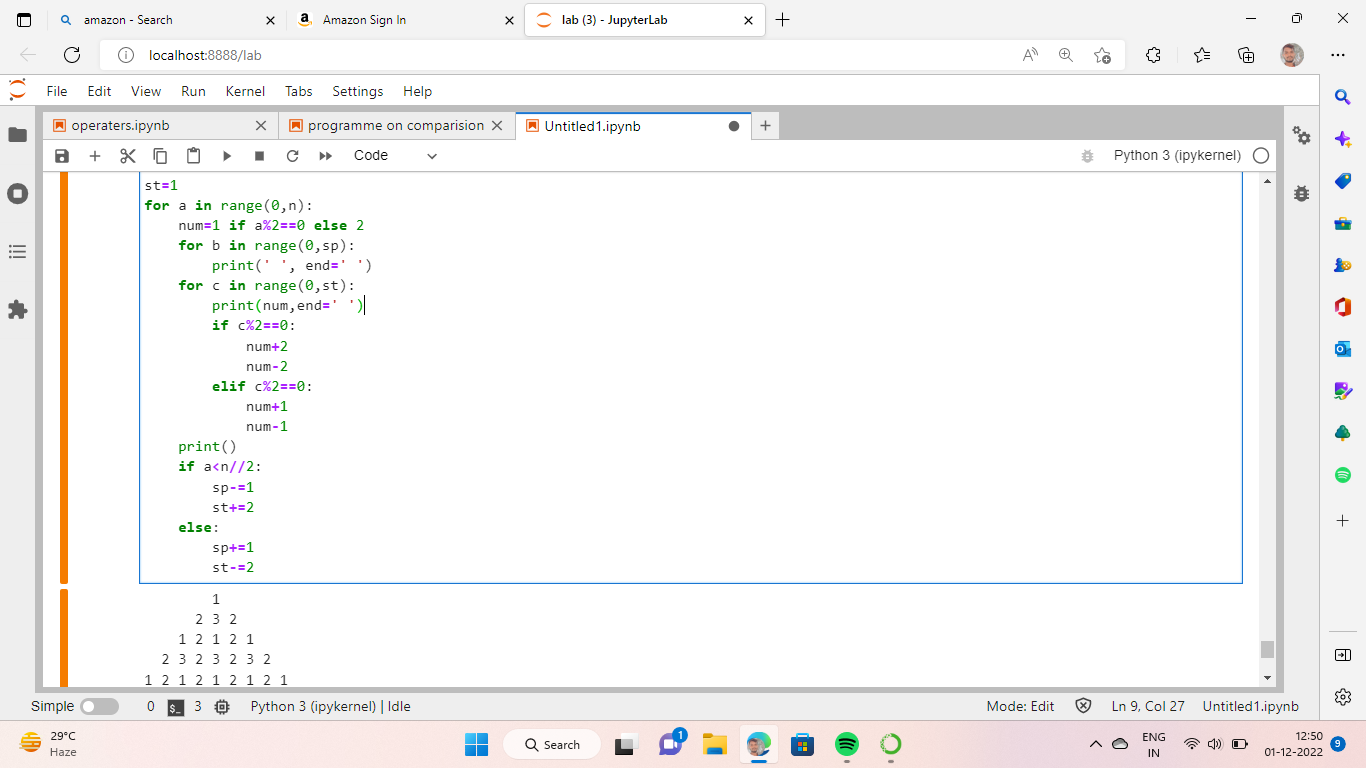 amazon - Search
Amazon Sign In
lab (3) - JupyterLab
localhost:8888/lab
File Edit View Run Kernel Tabs Settings Help
operaters.ipynb
programme on comparision
Untitled1.ipynb
Code
Python 3 (ipykernel)
st=1
for a in range(0,n):
    num=1 if a%2==0 else 2
    for b in range(0,sp):
        print(' ', end=' ')
    for c in range(0,st):
        print(num,end=' ')
        if c%2==0:
            num+2
            num-2
        elif c%2==0:
            num+1
            num-1
    print()
    if a<n//2:
        sp-=1
        st+=2
    else:
        sp+=1
        st-=2
1
2 3 2
1 2 1 2 1
2 3 2 3 2 3 2
1 2 1 2 1 2 1 2 1
Simple 0 $_ 3 Python 3 (ipykernel) | Idle Mode: Edit Ln 9, Col 27 Untitled1.ipynb
29°C
Haze
Search
1
ENG
IN
12:50
01-12-2022
9